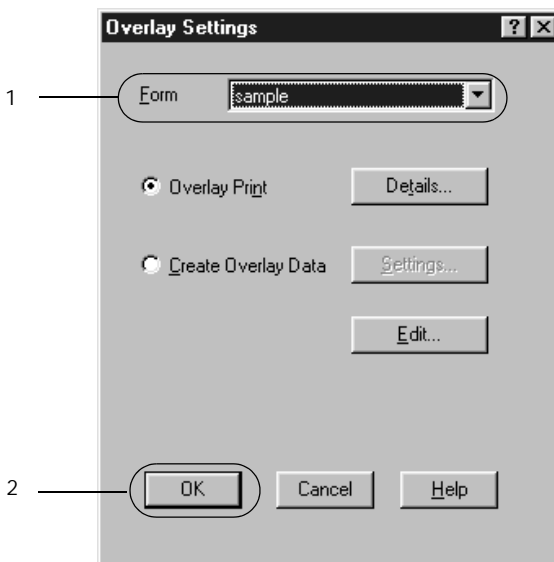 Overlay Settings
1
Form
sample
Overlay Print
Details...
Create Overlay Data
Settings...
Edit...
2
OK
Cancel
Help